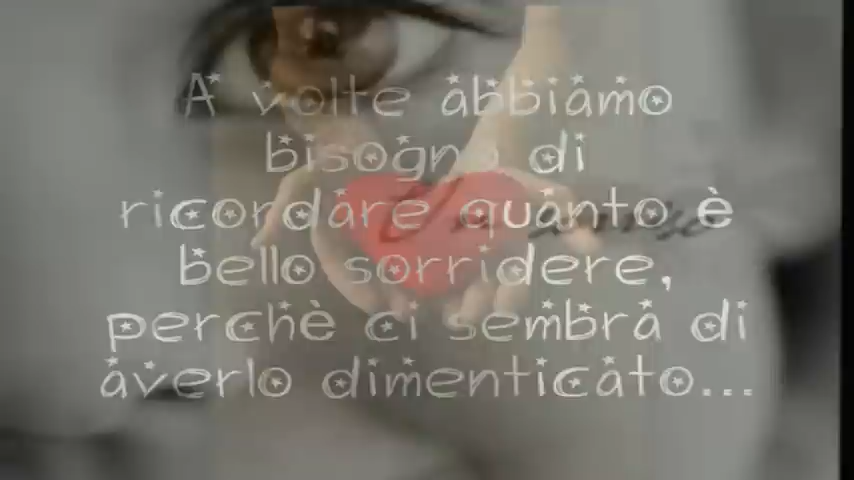 A volte abbiamo
bisogno di
ricordare quanto è
bello sorridere,
perchè ci sembra di
averlo dimenticato...